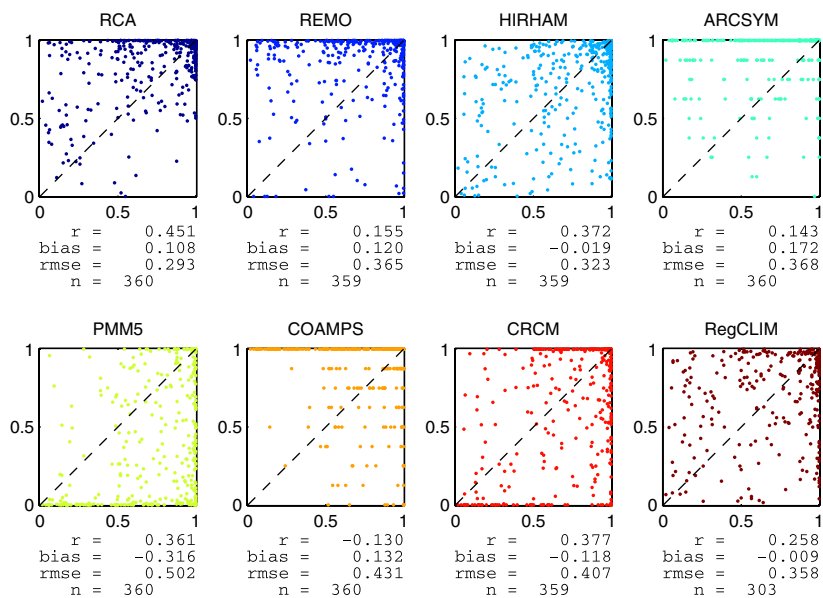 RCA REMO HIRHAM ARCSYM
1 1 1 1
0.5 0.5 0.5 0.5
0 0 0 0
0 0.5 1 0 0.5 1 0 0.5 1 0 0.5 1
r = 0.451 r = 0.155 r = 0.372 r = 0.143
bias = 0.108 bias = 0.120 bias = -0.019 bias = 0.172
rmse = 0.293 rmse = 0.365 rmse = 0.323 rmse = 0.368
n = 360 n = 359 n = 359 n = 360
PMM5 COAMPS CRCM RegCLIM
1 1 1 1
0.5 0.5 0.5 0.5
0 0 0 0
0 0.5 1 0 0.5 1 0 0.5 1 0 0.5 1
r = 0.361 r = -0.130 r = 0.377 r = 0.258
bias = -0.316 bias = 0.132 bias = -0.118 bias = -0.009
rmse = 0.502 rmse = 0.431 rmse = 0.407 rmse = 0.358
n = 360 n = 360 n = 359 n = 303